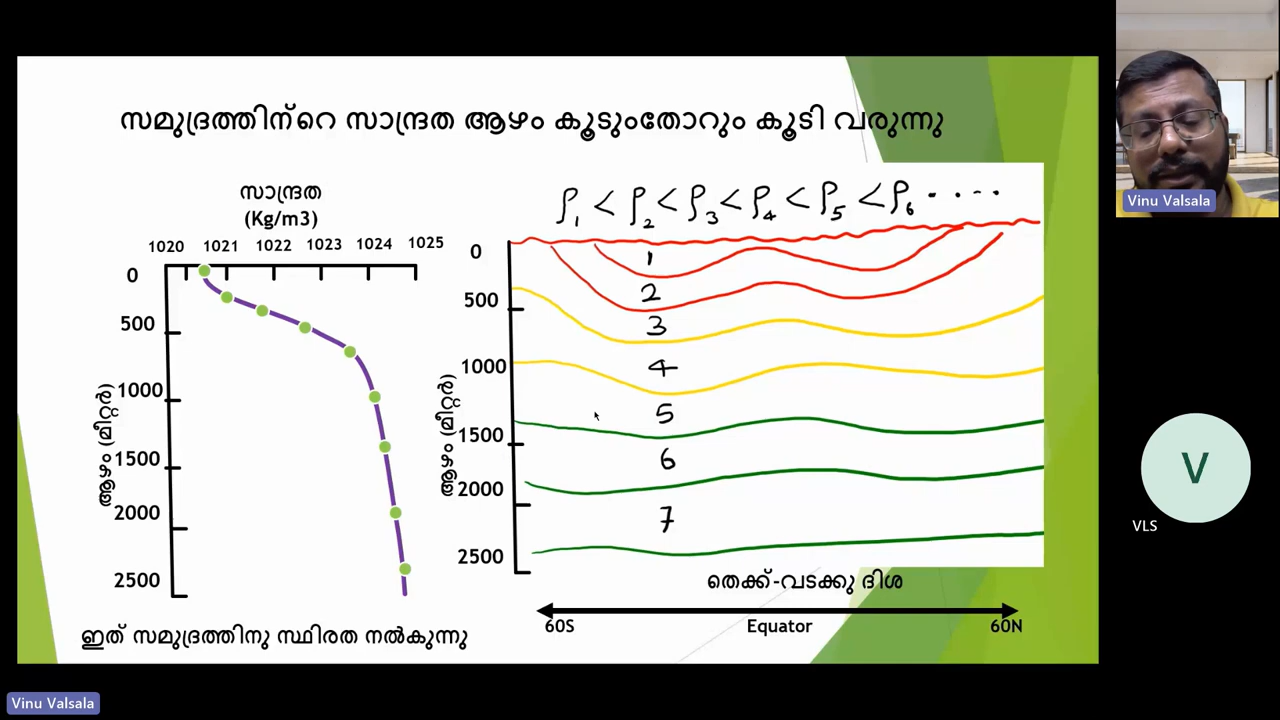 സമുദ്രത്തിന്റെ സാന്ദ്രത ആഴം കൂടുംതോറും കൂടി വരുന്നു
സാന്ദ്രത
(Kg/m3)
1020 1021 1022 1023 1024 1025
0
500
1000
1500
2000
2500
ആഴം (മീറ്റർ)
ഇത് സമുദ്രത്തിനു സ്ഥിരത നൽകുന്നു
ρ1 < ρ2 < ρ3 < ρ4 < ρ5 < ρ6 ....
0
500
1000
1500
2000
2500
ആഴം (മീറ്റർ)
1
2
3
4
5
6
7
തെക്ക്-വടക്കു ദിശ
60S Equator 60N
Vinu Valsala
V
VLS
Vinu Valsala